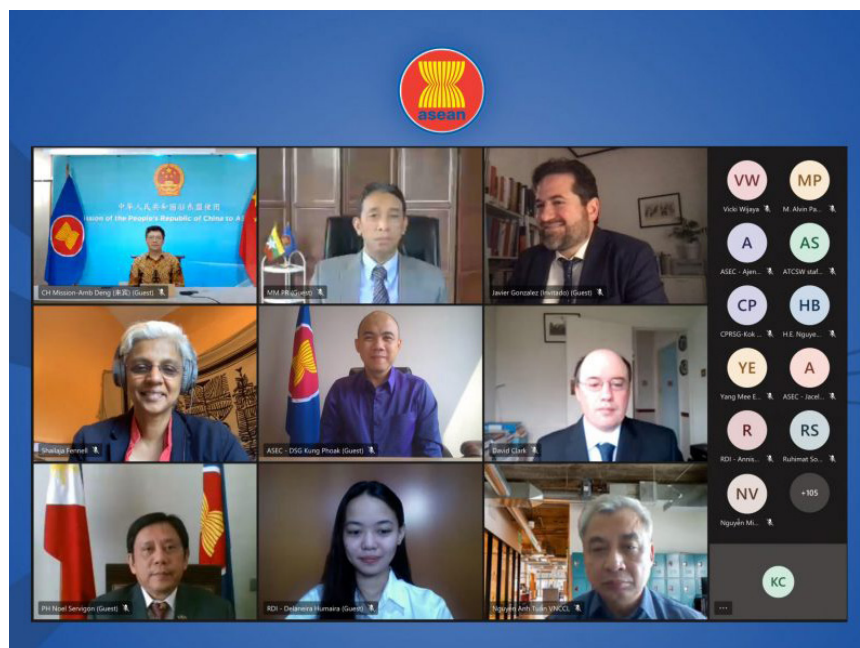 asean
中华人民共和国驻东盟使团
ission of the People's Republic of China to AS
CH Mission-Amb Deng (来宾) (Guest)
MM PR (Guest)
Javier Gonzalez (Invitado) (Guest)
Shailaja Fennell
ASEC - DSG Kung Phoak (Guest)
David Clark
PH Noel Servigon (Guest)
RDI - Delaneira Humaira (Guest)
Nguyen Anh Tuan VNCCL
VW
MP
Vicki Wijaya
M. Alvin Pa...
A
AS
ASEC - Ajen...
ATCSW staf...
CP
HB
CPRSG-Kok ...
H.E. Nguye...
YE
A
Yang Mee E...
ASEC - Jacel...
R
RS
RDI - Annis...
Ruhimat So...
NV
+105
Nguyễn Mi...
KC
...